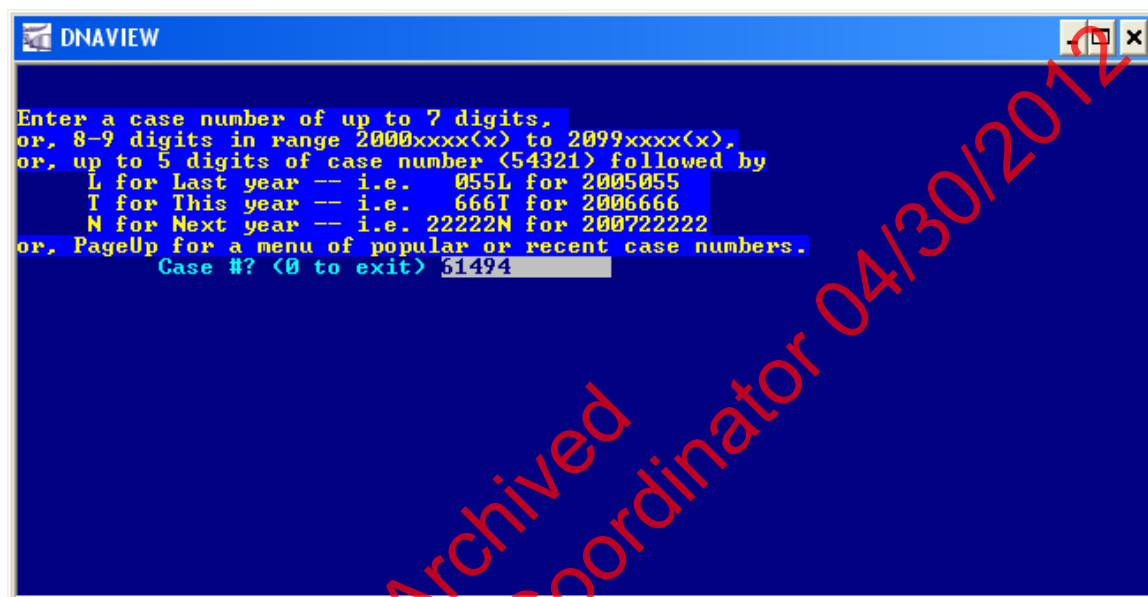 DNAVIEW
Enter a case number of up to 7 digits,
or, 8-9 digits in range 2000xxxx(x) to 2099xxxx(x),
or, up to 5 digits of case number (54321) followed by
L for Last year -- i.e. 055L for 2005055
T for This year -- i.e. 666T for 2006666
N for Next year -- i.e. 22222N for 200722222
or, PageUp for a menu of popular or recent case numbers.
Case #? (0 to exit) 61494
Archived
Coordinator 04/30/2012